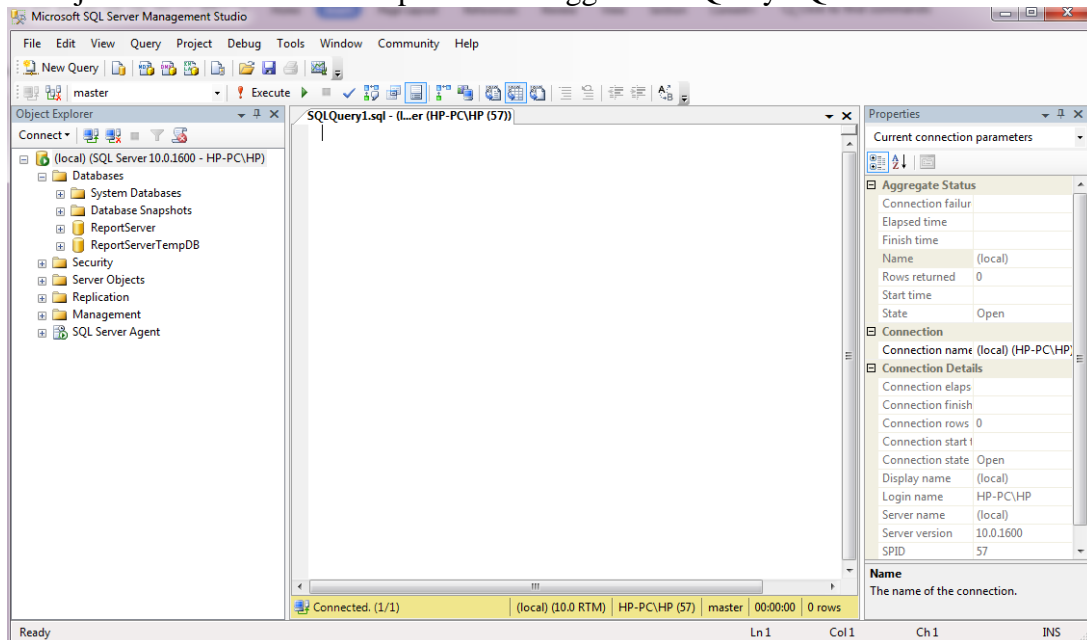 Microsoft SQL Server Management Studio
File Edit View Query Project Debug Tools Window Community Help
New Query
master
Execute
Object Explorer
Connect
(local) (SQL Server 10.0.1600 - HP-PC\HP)
Databases
System Databases
Database Snapshots
ReportServer
ReportServerTempDB
Security
Server Objects
Replication
Management
SQL Server Agent
SQLQuery1.sql - (l...er (HP-PC\HP (57))
Connected. (1/1) (local) (10.0 RTM) HP-PC\HP (57) master 00:00:00 0 rows
Properties
Current connection parameters
Aggregate Status
Connection failur
Elapsed time
Finish time
Name (local)
Rows returned 0
Start time
State Open
Connection
Connection name (local) (HP-PC\HP)
Connection Details
Connection elaps
Connection finish
Connection rows 0
Connection start t
Connection state Open
Display name (local)
Login name HP-PC\HP
Server name (local)
Server version 10.0.1600
SPID 57
Name
The name of the connection.
Ready Ln 1 Col 1 Ch 1 INS